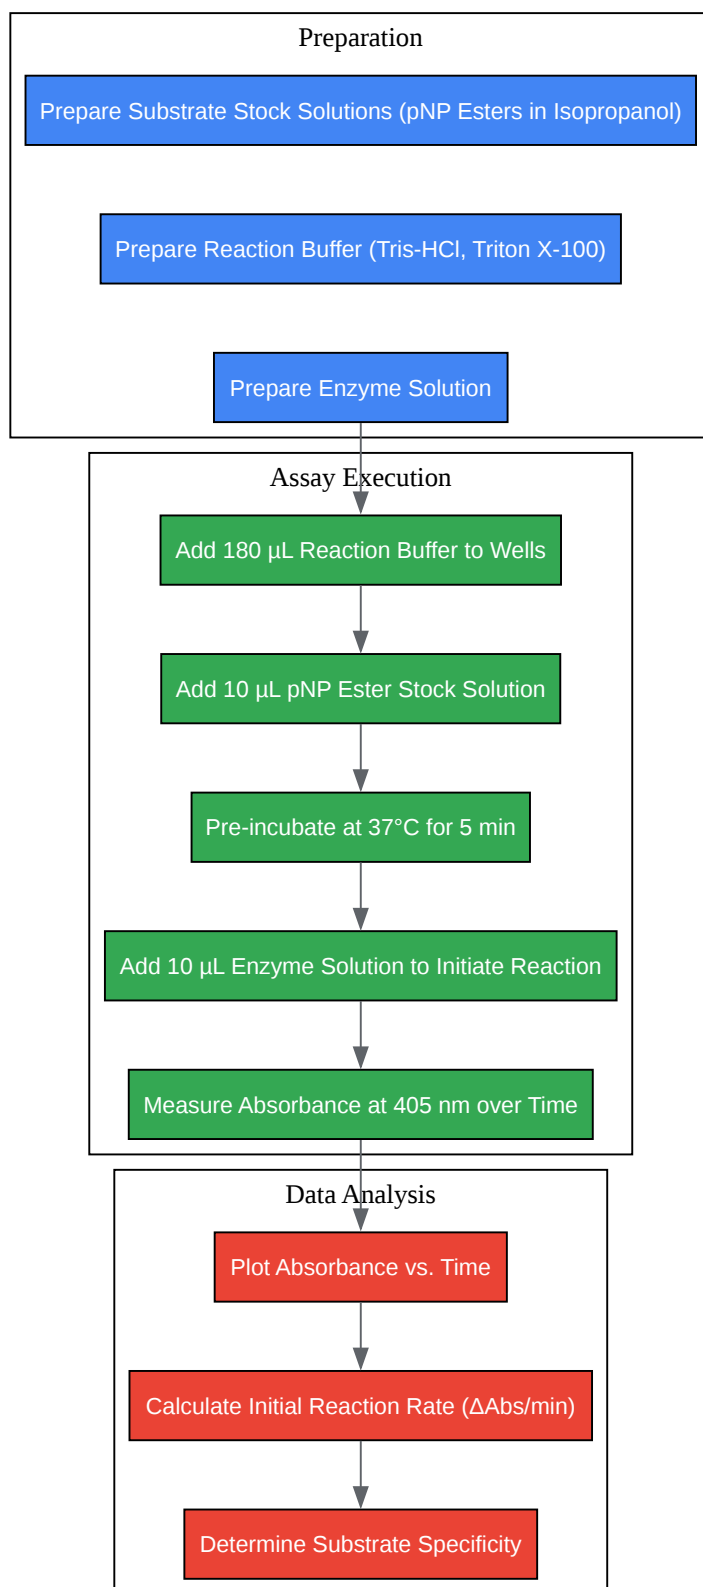 Preparation
Prepare Substrate Stock Solutions (pNP Esters in Isopropanol)
Prepare Reaction Buffer (Tris-HCl, Triton X-100)
Prepare Enzyme Solution
Assay Execution
Add 180 µL Reaction Buffer to Wells
Add 10 µL pNP Ester Stock Solution
Pre-incubate at 37°C for 5 min
Add 10 µL Enzyme Solution to Initiate Reaction
Measure Absorbance at 405 nm over Time
Data Analysis
Plot Absorbance vs. Time
Calculate Initial Reaction Rate (ΔAbs/min)
Determine Substrate Specificity